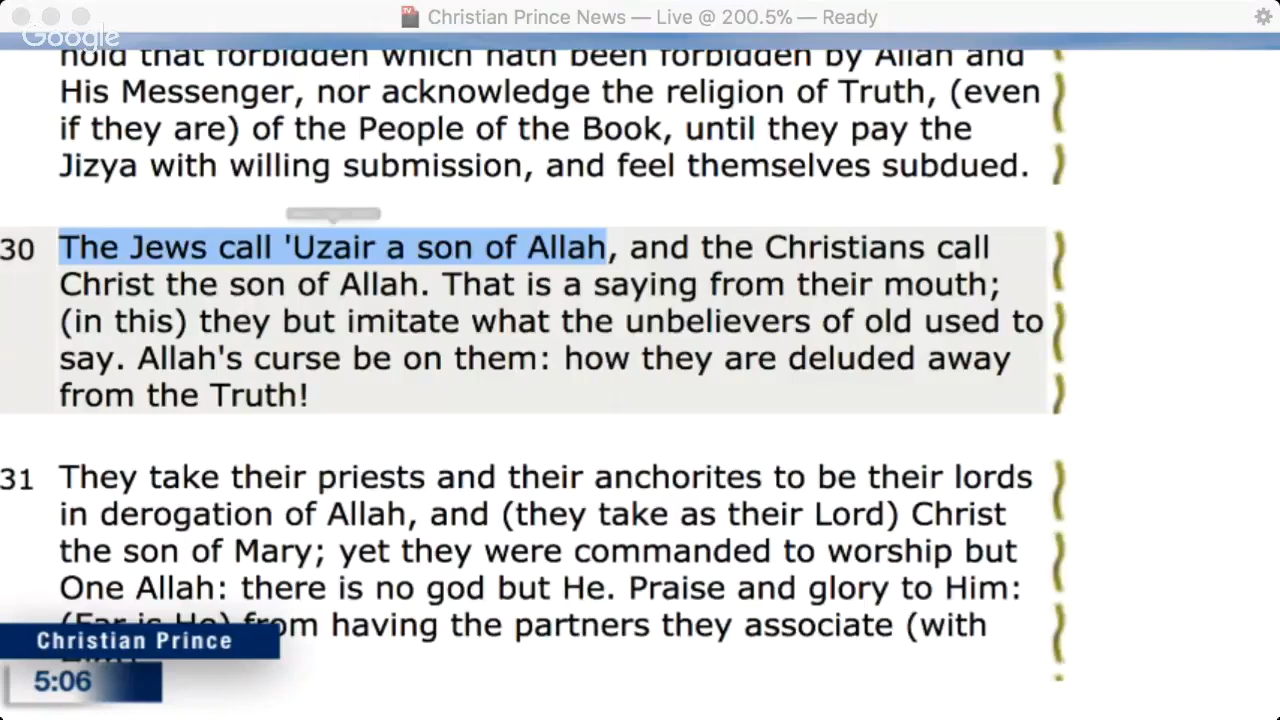 Christian Prince News — Live @ 200.5% — Ready
Google
hold that forbidden which hath been forbidden by Allah and
His Messenger, nor acknowledge the religion of Truth, (even
if they are) of the People of the Book, until they pay the
Jizya with willing submission, and feel themselves subdued.
30 The Jews call 'Uzair a son of Allah, and the Christians call
Christ the son of Allah. That is a saying from their mouth;
(in this) they but imitate what the unbelievers of old used to
say. Allah's curse be on them: how they are deluded away
from the Truth!
31 They take their priests and their anchorites to be their lords
in derogation of Allah, and (they take as their Lord) Christ
the son of Mary; yet they were commanded to worship but
One Allah: there is no god but He. Praise and glory to Him:
(Far is He) from having the partners they associate (with
Christian Prince
5:06